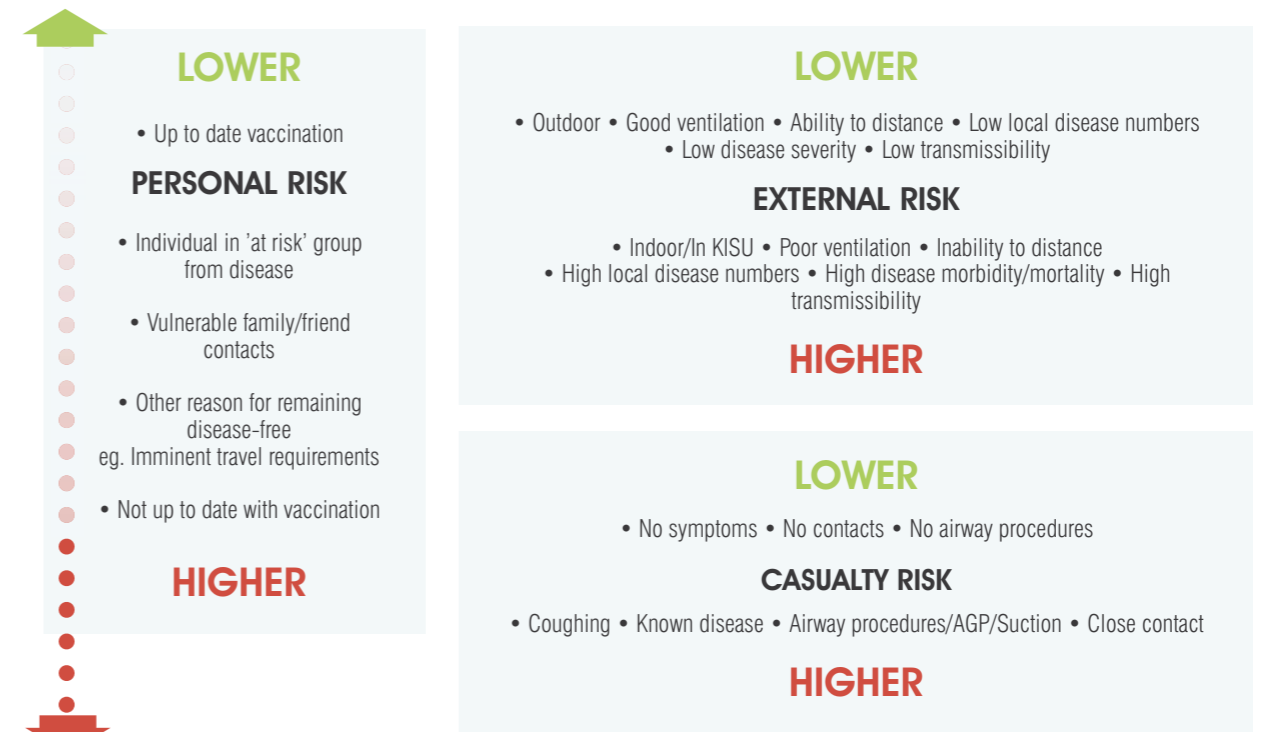 LOWER
• Up to date vaccination
PERSONAL RISK
• Individual in 'at risk' group
from disease
• Vulnerable family/friend
contacts
• Other reason for remaining
disease-free
eg. Imminent travel requirements
• Not up to date with vaccination
HIGHER
LOWER
• Outdoor • Good ventilation • Ability to distance • Low local disease numbers
• Low disease severity • Low transmissibility
EXTERNAL RISK
• Indoor/In KISU • Poor ventilation • Inability to distance
• High local disease numbers • High disease morbidity/mortality • High
transmissibility
HIGHER
LOWER
• No symptoms • No contacts • No airway procedures
CASUALTY RISK
• Coughing • Known disease • Airway procedures/AGP/Suction • Close contact
HIGHER